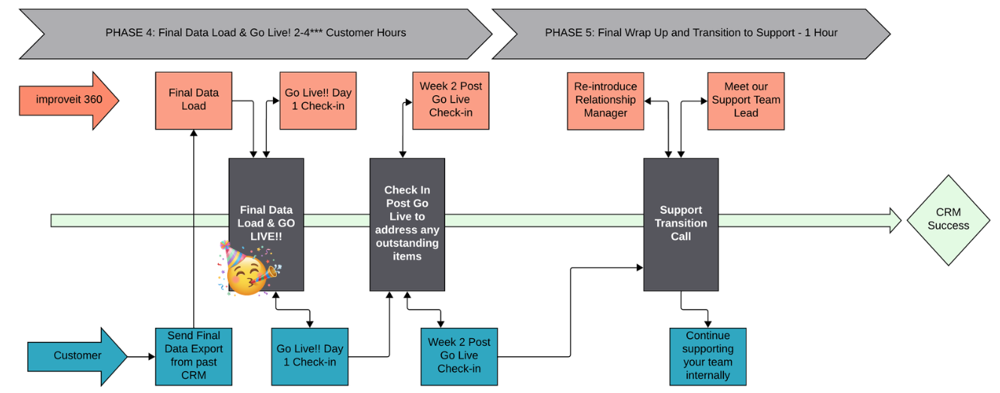 PHASE 4: Final Data Load & Go Live! 2-4*** Customer Hours
PHASE 5: Final Wrap Up and Transition to Support - 1 Hour
improveit 360
Final Data
Load
Go Live!! Day
1 Check-in
Week 2 Post
Go Live
Check-in
Re-introduce
Relationship
Manager
Meet our
Support Team
Lead
Final Data
Load & GO
LIVE!!
Check In
Post Go
Live to
address any
outstanding
items
Support
Transition
Call
CRM
Success
Customer
Send Final
Data Export
from past
CRM
Go Live!! Day
1 Check-in
Week 2 Post
Go Live
Check-in
Continue
supporting
your team
internally